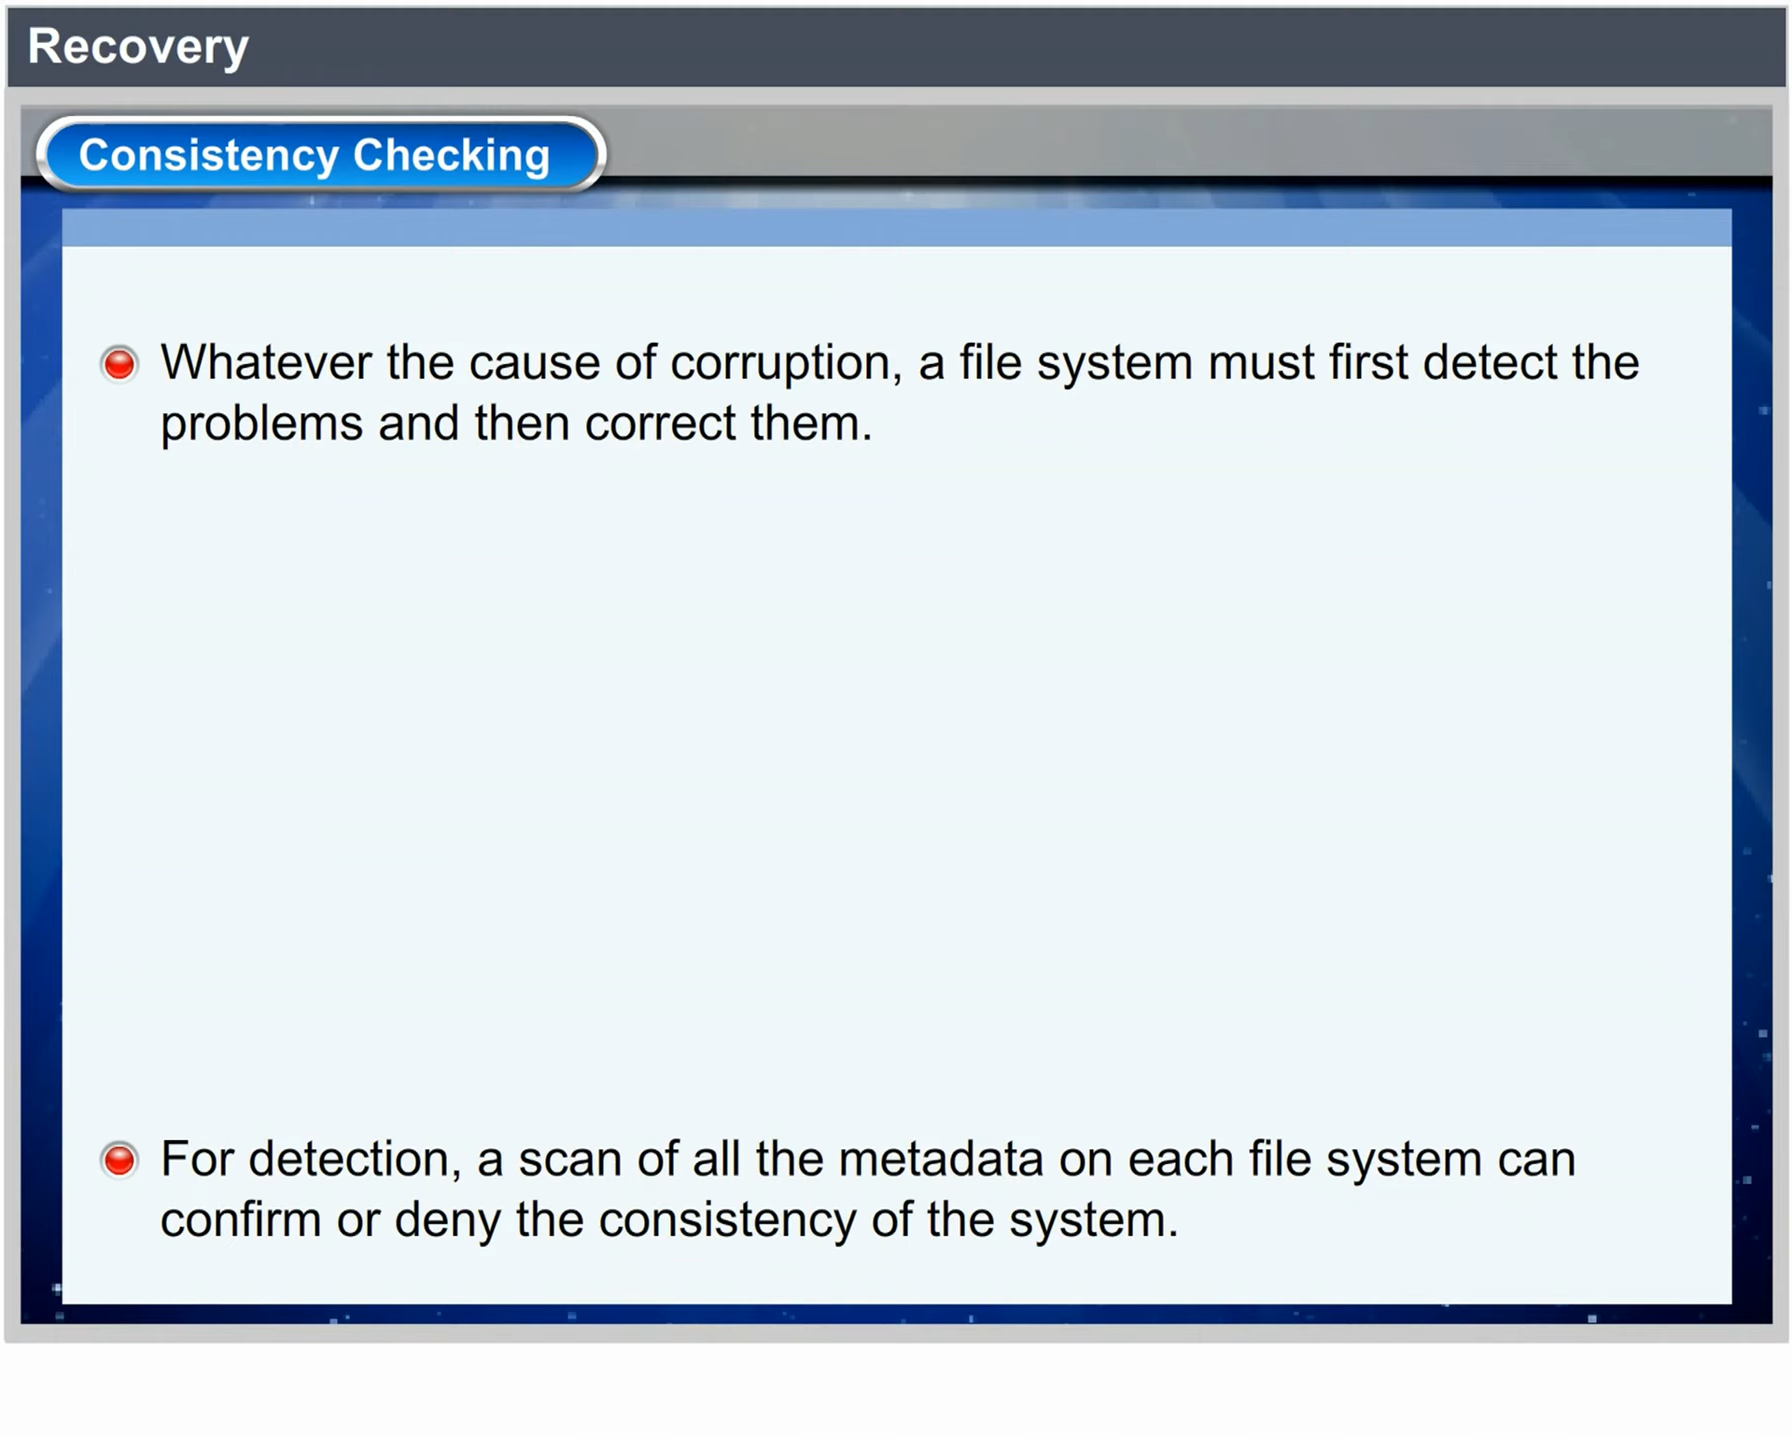 Recovery
Consistency Checking
Whatever the cause of corruption, a file system must first detect the
problems and then correct them.
For detection, a scan of all the metadata on each file system can
confirm or deny the consistency of the system.